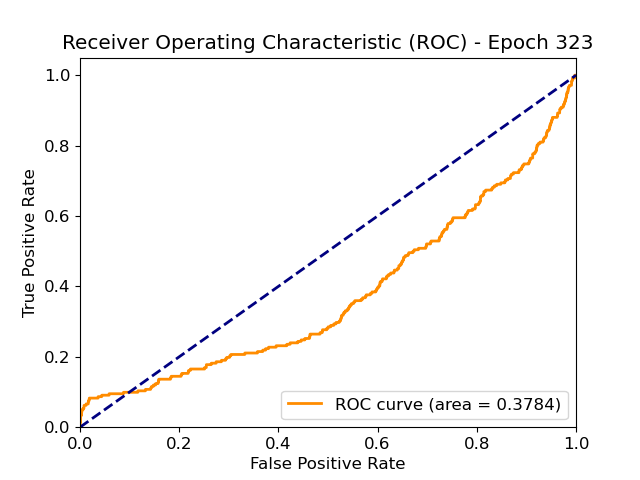 Receiver Operating Characteristic (ROC) - Epoch 323
True Positive Rate
1.0
0.8
0.6
0.4
0.2
0.0
ROC curve (area = 0.3784)
0.0 0.2 0.4 0.6 0.8 1.0
False Positive Rate